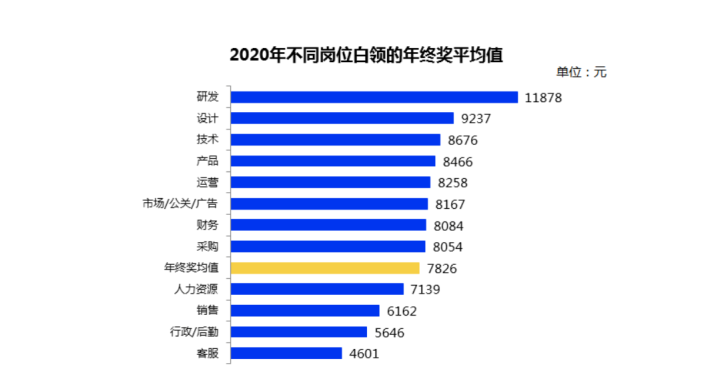 2020年不同岗位白领的年终奖平均值
单位：元
研发 11878
设计 9237
技术 8676
产品 8466
运营 8258
市场/公关/广告 8167
财务 8084
采购 8054
年终奖均值 7826
人力资源 7139
销售 6162
行政/后勤 5646
客服 4601